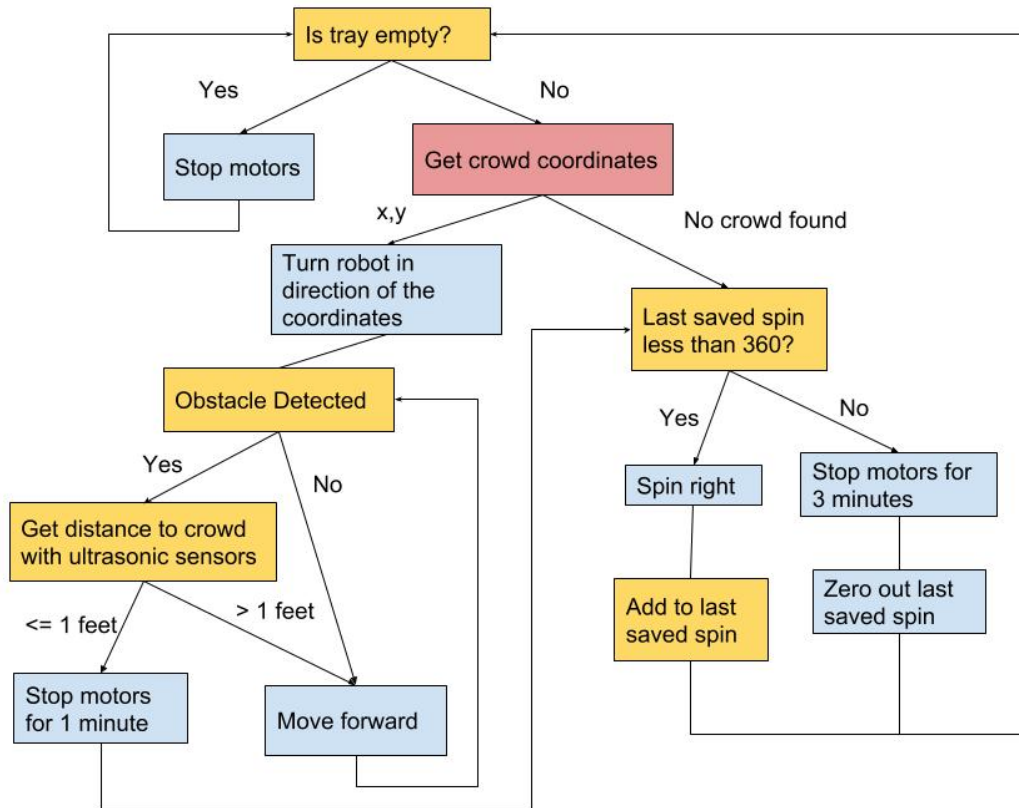 Is tray empty?
Yes
No
Stop motors
Get crowd coordinates
x,y
No crowd found
Turn robot in
direction of the
coordinates
Last saved spin
less than 360?
Obstacle Detected
Yes
No
Yes
No
Spin right
Stop motors for
3 minutes
Get distance to crowd
with ultrasonic sensors
<= 1 feet
> 1 feet
Add to last
saved spin
Zero out last
saved spin
Stop motors
for 1 minute
Move forward